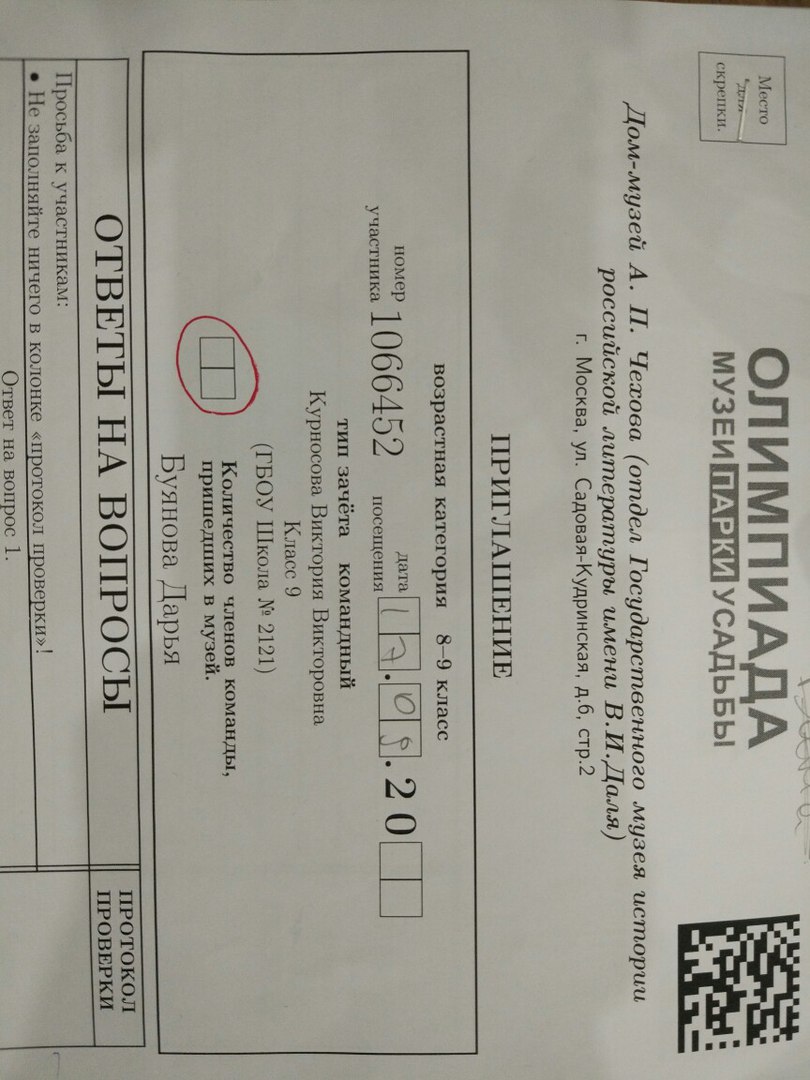 Место
для
скрепки.
ОЛИМПИАДА
МУЗЕИ ПАРКИ УСАДЬБЫ
Дом-музей А. П. Чехова (отдел Государственного музея истории
российской литературы имени В.И.Даля)
г. Москва, ул. Садовая-Кудринская, д.6, стр.2
ПРИГЛАШЕНИЕ
возрастная категория 8–9 класс
номер участника 1066452 дата посещения 17.09.20
тип зачёта командный
Курносова Виктория Викторовна
Класс 9
(ГБОУ Школа № 2121)
Количество членов команды,
пришедших в музей.
Буянова Дарья
ОТВЕТЫ НА ВОПРОСЫ
ПРОТОКОЛ
ПРОВЕРКИ
Просьба к участникам:
• Не заполняйте ничего в колонке «протокол проверки»!
Ответ на вопрос 1.